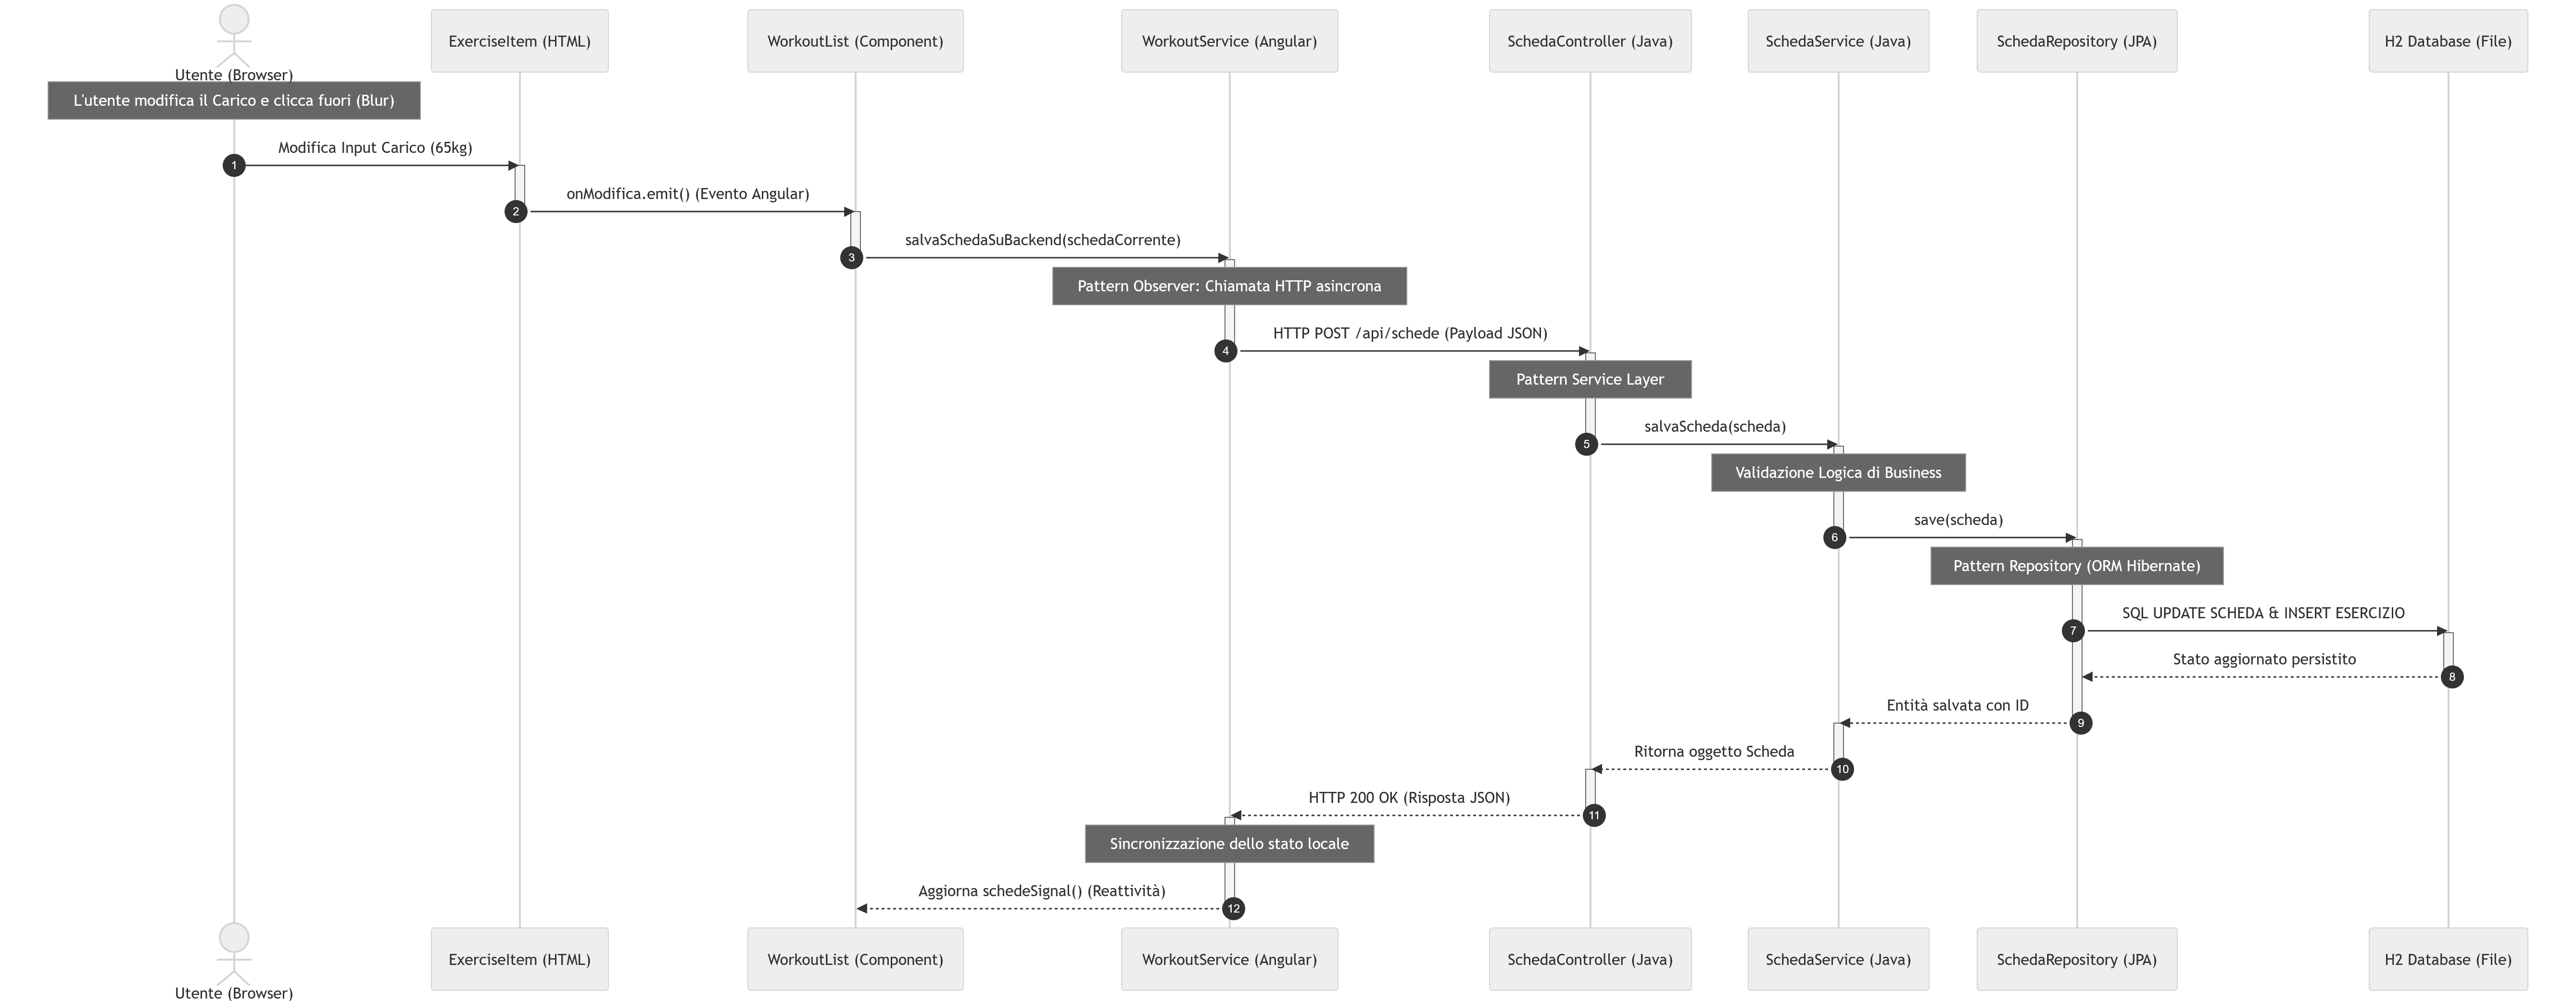 Utente (Browser)
ExerciseItem (HTML)
WorkoutList (Component)
WorkoutService (Angular)
SchedaController (Java)
SchedaService (Java)
SchedaRepository (JPA)
H2 Database (File)
L'utente modifica il Carico e clicca fuori (Blur)
Modifica Input Carico (65kg)
1
onModifica.emit() (Evento Angular)
2
salvaSchedaSuBackend(schedaCorrente)
3
Pattern Observer: Chiamata HTTP asincrona
HTTP POST /api/schede (Payload JSON)
4
Pattern Service Layer
salvaScheda(scheda)
5
Validazione Logica di Business
save(scheda)
6
Pattern Repository (ORM Hibernate)
SQL UPDATE SCHEDA & INSERT ESERCIZIO
7
Stato aggiornato persistito
8
Entità salvata con ID
9
Ritorna oggetto Scheda
10
HTTP 200 OK (Risposta JSON)
11
Sincronizzazione dello stato locale
Aggiorna schedeSignal() (Reattività)
12
Utente (Browser)
ExerciseItem (HTML)
WorkoutList (Component)
WorkoutService (Angular)
SchedaController (Java)
SchedaService (Java)
SchedaRepository (JPA)
H2 Database (File)